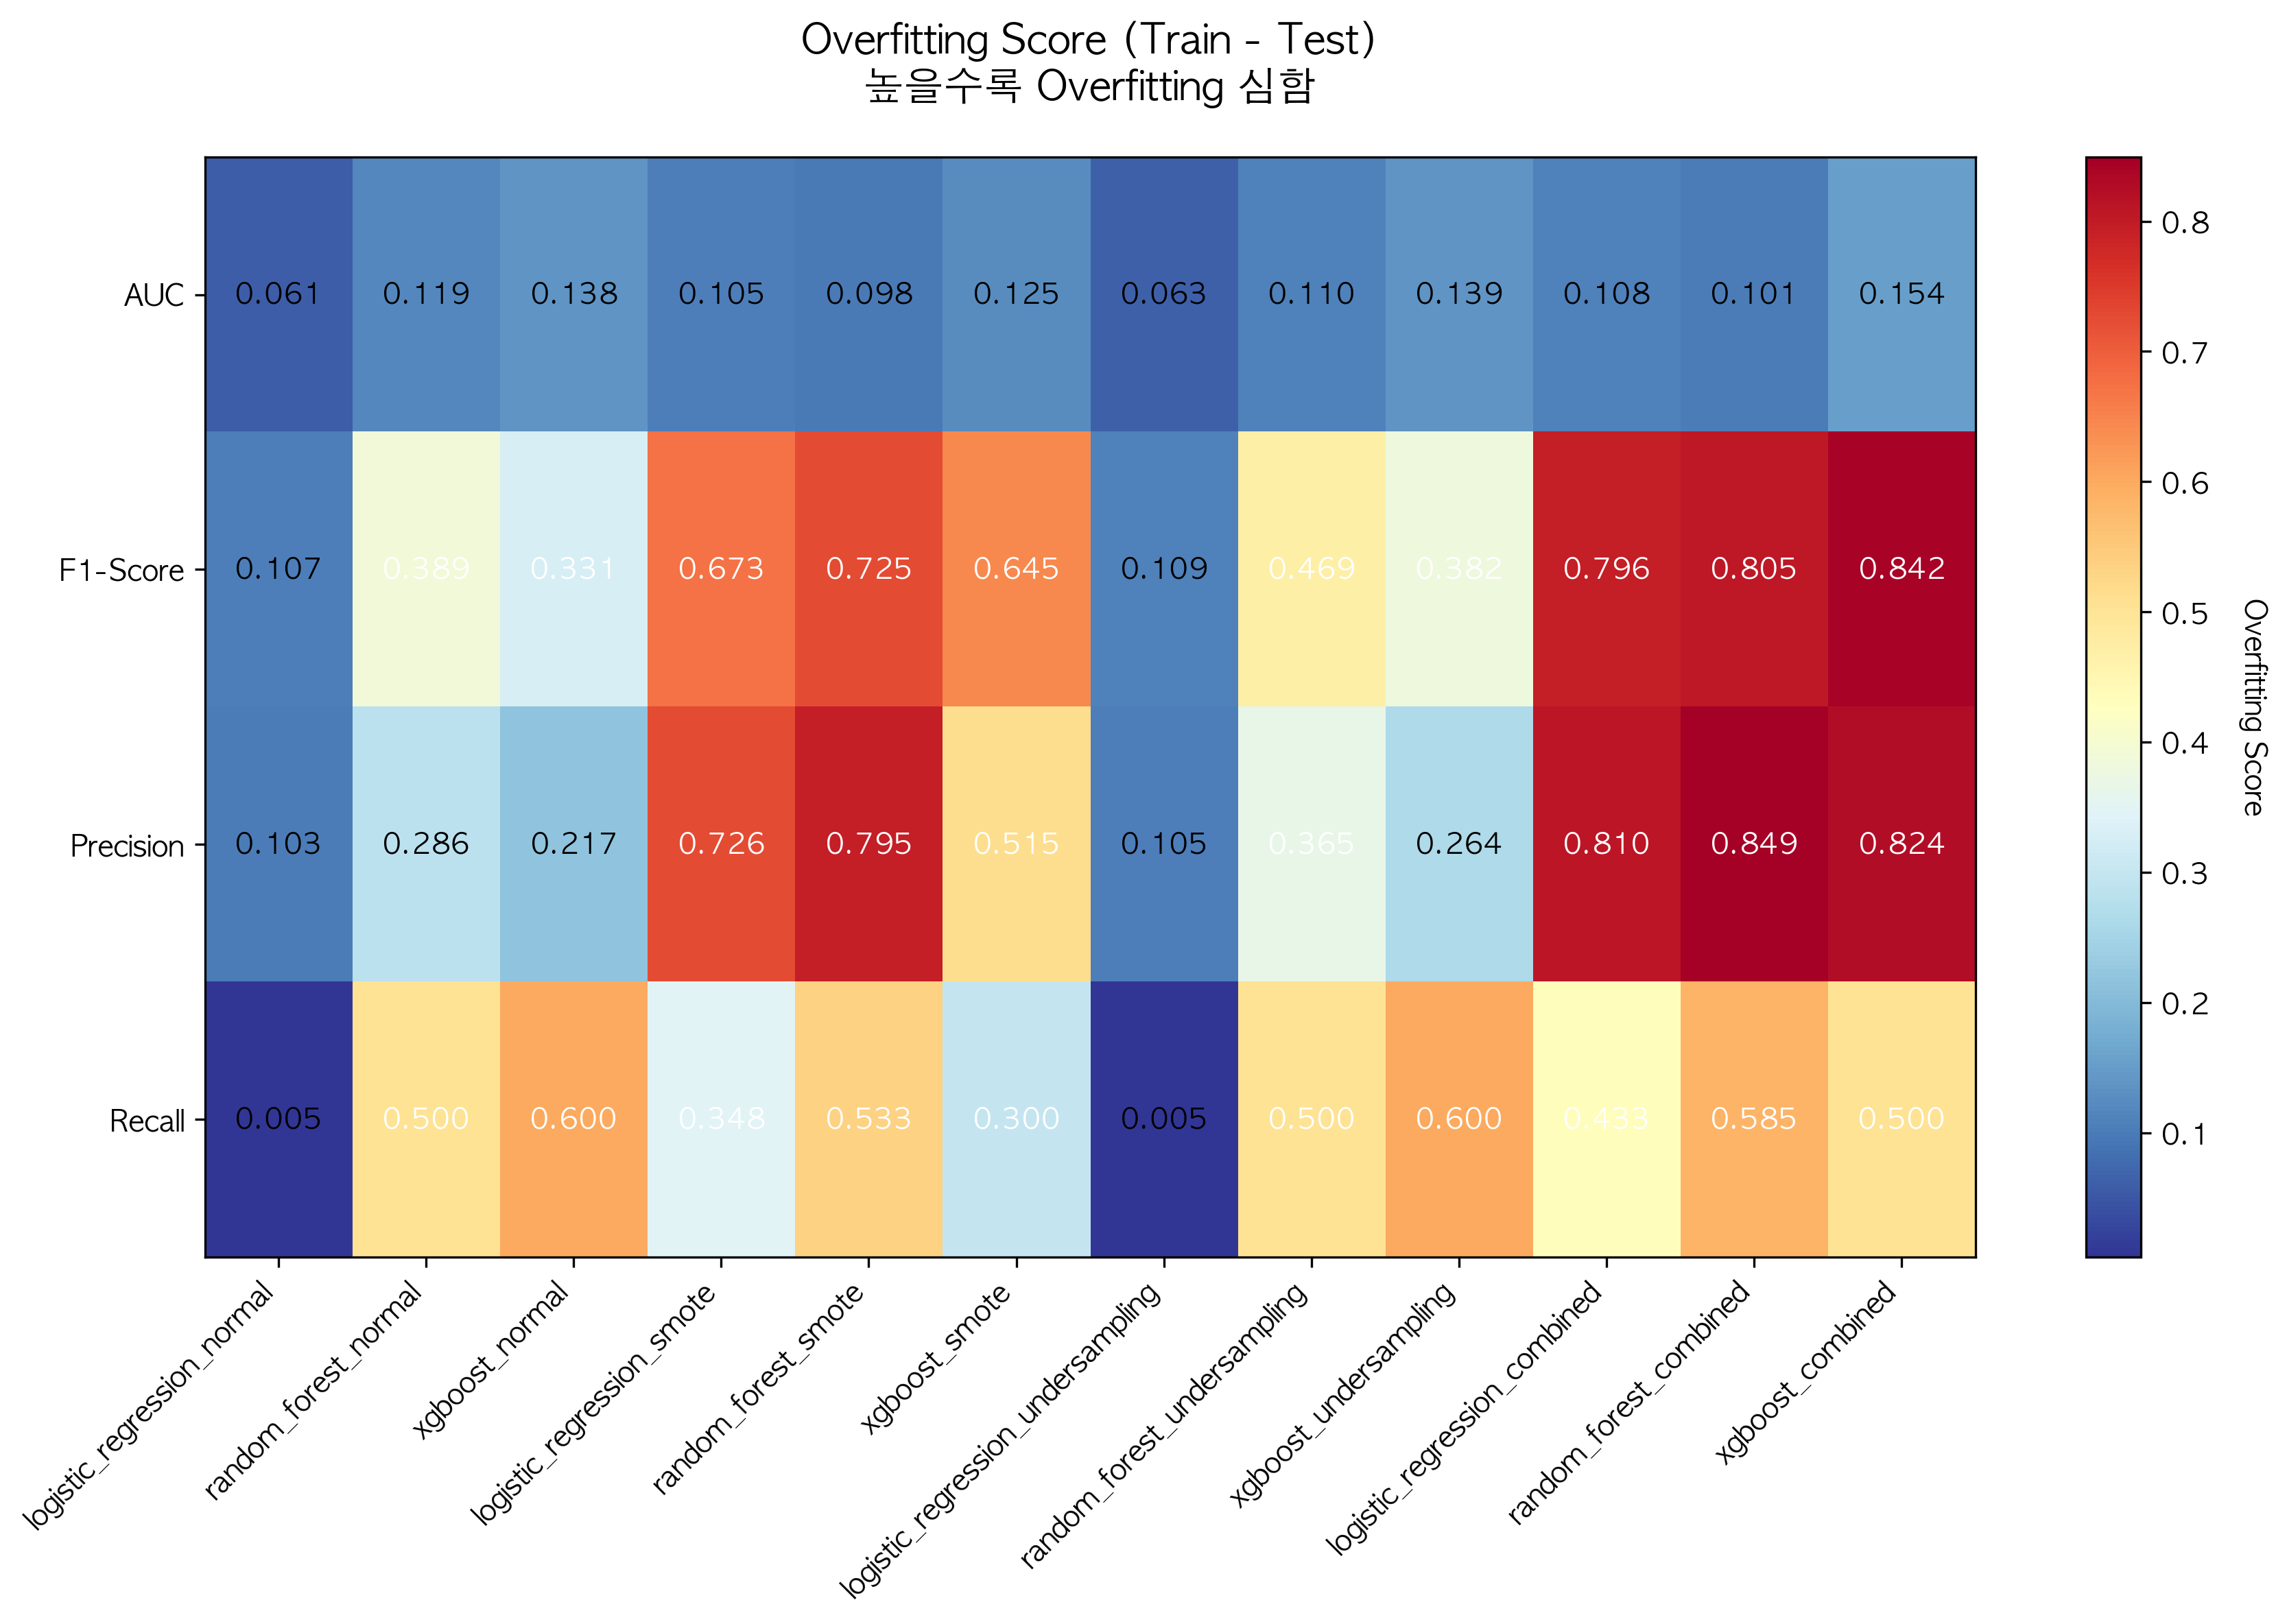 Overfitting Score (Train - Test)
높을수록 Overfitting 심함
AUC
0.061 0.119 0.138 0.105 0.098 0.125 0.063 0.110 0.139 0.108 0.101 0.154
F1-Score
0.107 0.389 0.331 0.673 0.725 0.645 0.109 0.469 0.382 0.796 0.805 0.842
Precision
0.103 0.286 0.217 0.726 0.795 0.515 0.105 0.365 0.264 0.810 0.849 0.824
Recall
0.005 0.500 0.600 0.348 0.533 0.300 0.005 0.500 0.600 0.433 0.585 0.500
logistic_regression_normal
random_forest_normal
xgboost_normal
logistic_regression_smote
random_forest_smote
xgboost_smote
logistic_regression_undersampling
random_forest_undersampling
xgboost_undersampling
logistic_regression_combined
random_forest_combined
xgboost_combined
0.8
0.7
0.6
0.5
0.4
0.3
0.2
0.1
Overfitting Score